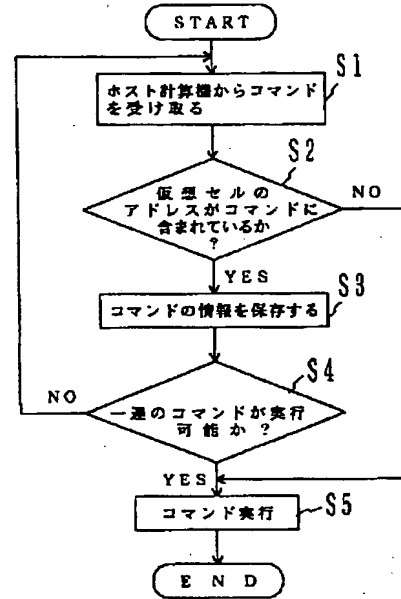 START
S1
ホスト計算機からコマンド
を受け取る
S2
仮想セルの
アドレスがコマンドに
含まれているか
?
NO
YES
S3
コマンドの情報を保存する
S4
NO
一連のコマンドが実行
可能か?
YES
S5
コマンド実行
END